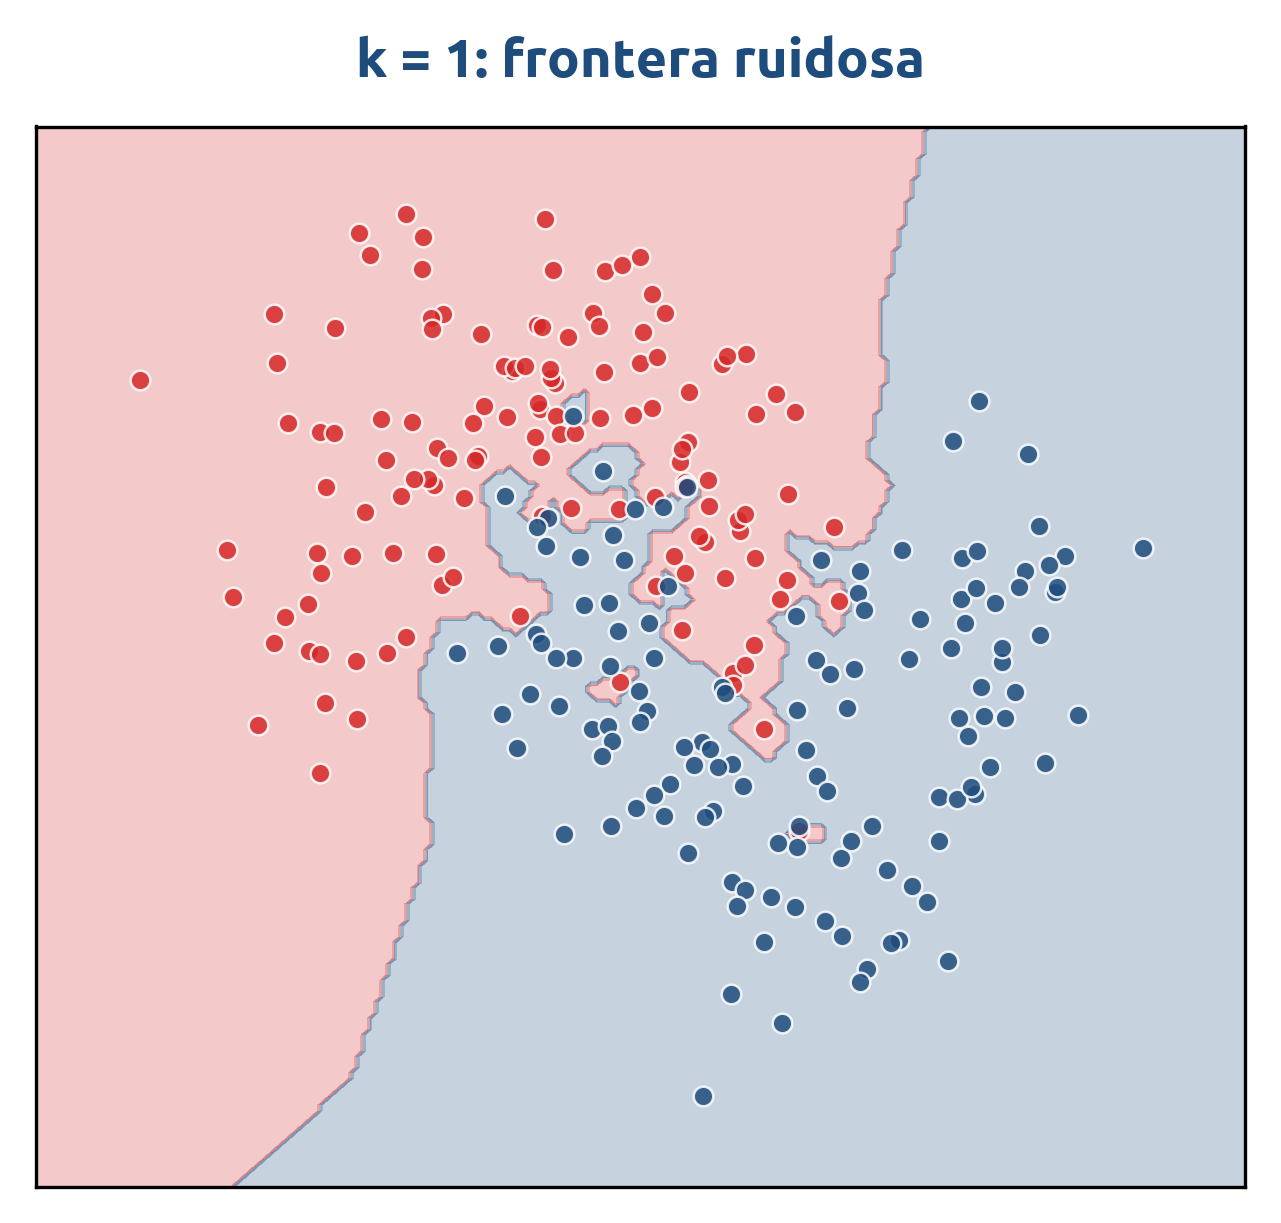 k = 1: frontera ruidosa